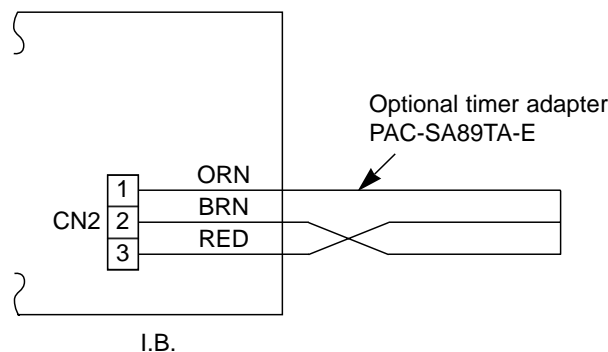 Optional timer adapter
PAC-SA89TA-E
1 ORN
CN2 2 BRN
3 RED
I.B.